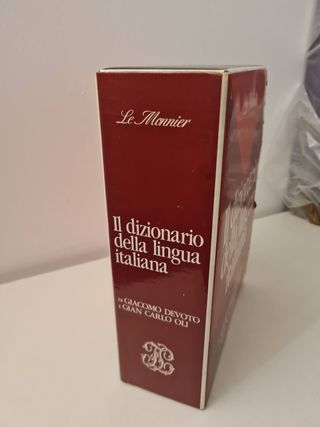 Le Monnier
Il dizionario
della lingua
italiana
di GIACOMO DEVOTO
e GIAN CARLO OLI